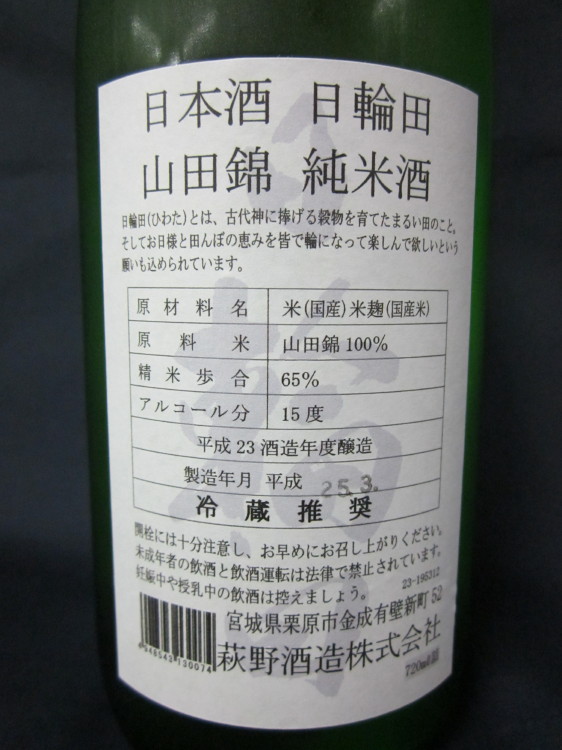 日本酒 日輪田
山田錦 純米酒
日輪田(ひわた)とは、古代神に捧げる穀物を育てたまるい田のこと。
そしてお日様と田んぼの恵みを皆で輪になって楽しんで欲しいという
願いも込められています。
原材料名 米(国産)米麹(国産米)
原料米 山田錦100%
精米歩合 65%
アルコール分 15度
平成23酒造年度醸造
製造年月 平成 25.3.
冷蔵推奨
開栓には十分注意し、お早めにお召し上がりください。
未成年者の飲酒と飲酒運転は法律で禁止されています。
妊娠中や授乳中の飲酒は控えましょう。
23-195312
宮城県栗原市金成有壁新町52
萩野酒造株式会社
4948542130074
720ml詰